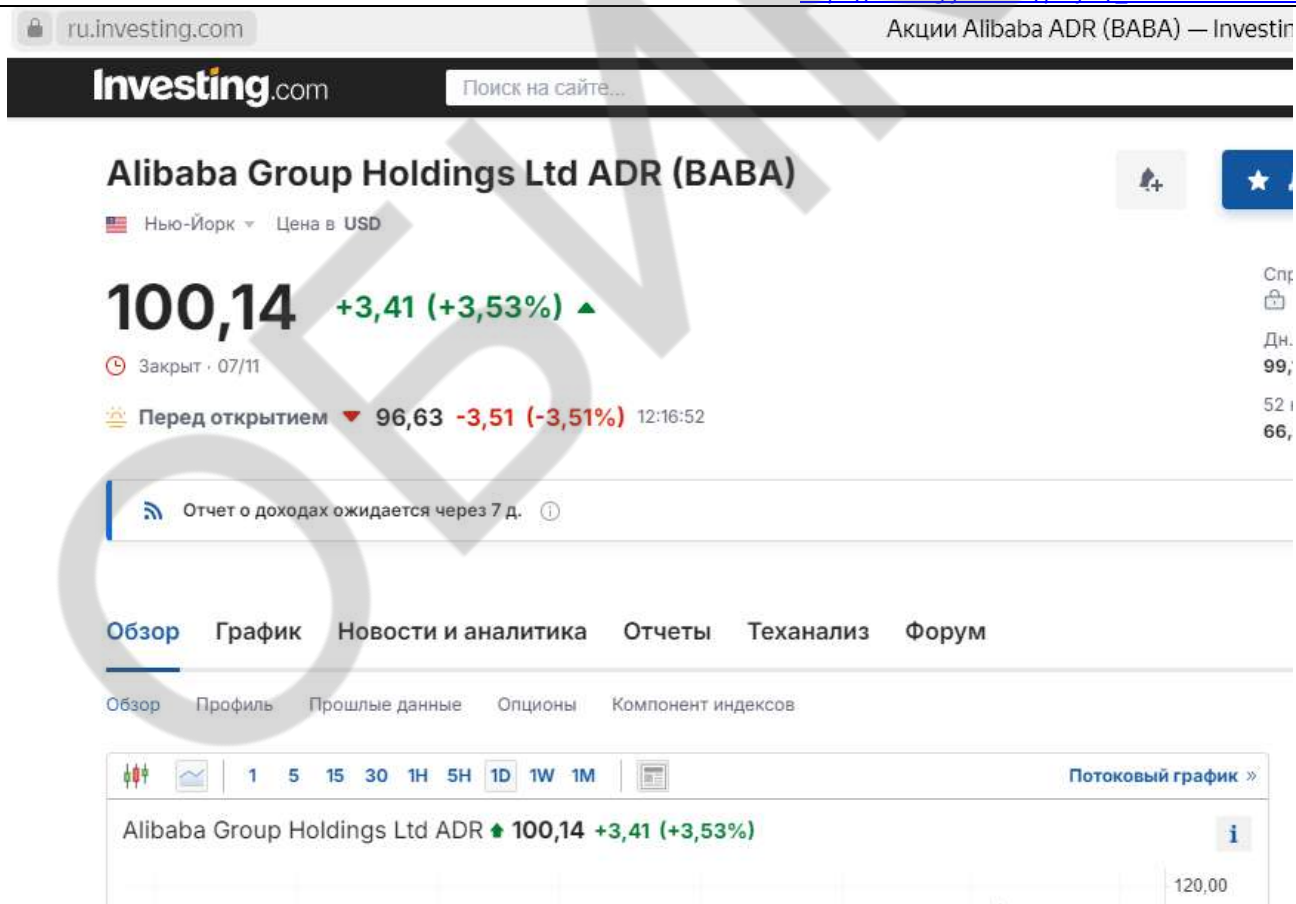 ru.investing.com
Акции Alibaba ADR (BABA) —
Investing.com
Поиск на сайте...
Alibaba Group Holdings Ltd ADR (BABA)
Нью-Йорк Цена в USD
100,14 +3,41 (+3,53%)
Закрыт · 07/11
Дн.
99,
Перед открытием 96,63 -3,51 (-3,51%) 12:16:52
52
66,
Отчет о доходах ожидается через 7 д.
Обзор График Новости и аналитика Отчеты Теханализ Форум
Обзор Профиль Прошлые данные Опционы Компонент индексов
1 5 15 30 1H 5H 1D 1W 1M Потоковый график »
Alibaba Group Holdings Ltd ADR 100,14 +3,41 (+3,53%)
120,00